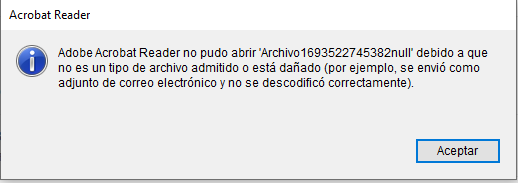 Acrobat Reader
Adobe Acrobat Reader no pudo abrir 'Archivo1693522745382null' debido a que
no es un tipo de archivo admitido o está dañado (por ejemplo, se envió como
adjunto de correo electrónico y no se descodificó correctamente).
Aceptar